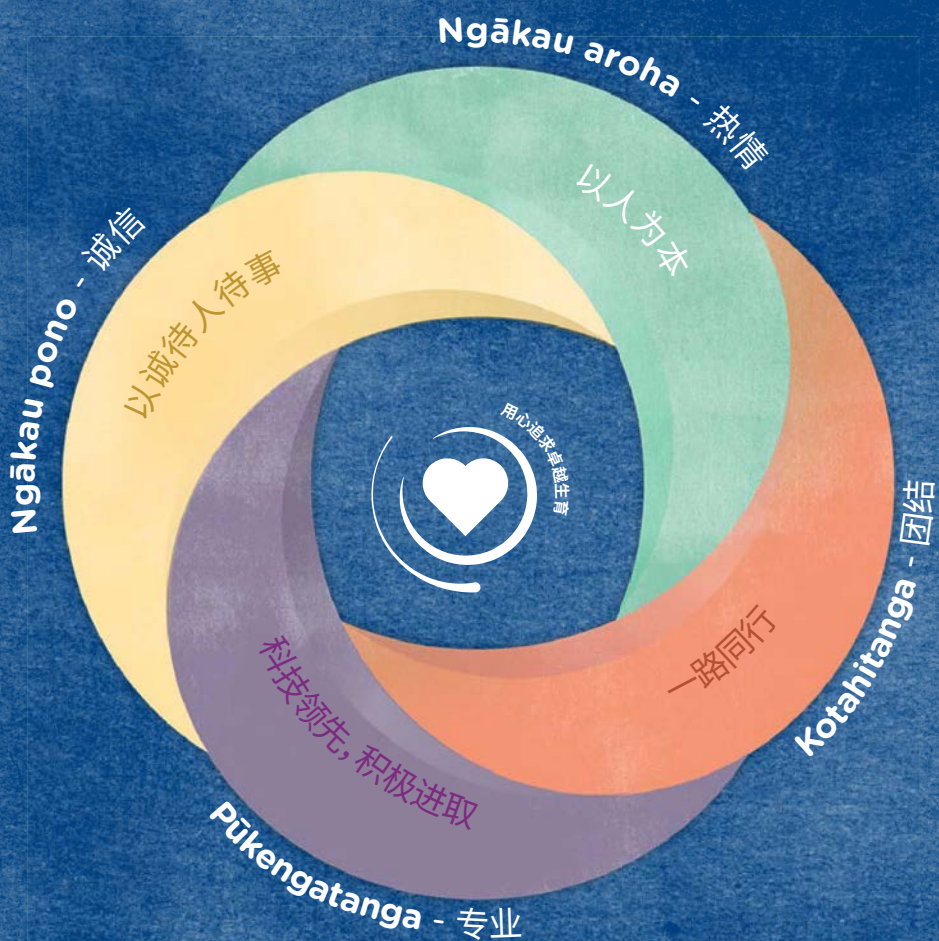 Ngākau aroha - 热情
以人为本
Ngākau pono - 诚信
以诚待人待事
用心追求卓越生育
Kotahitanga - 团结
一路同行
科技领先, 积极进取
Pūkengatanga - 专业